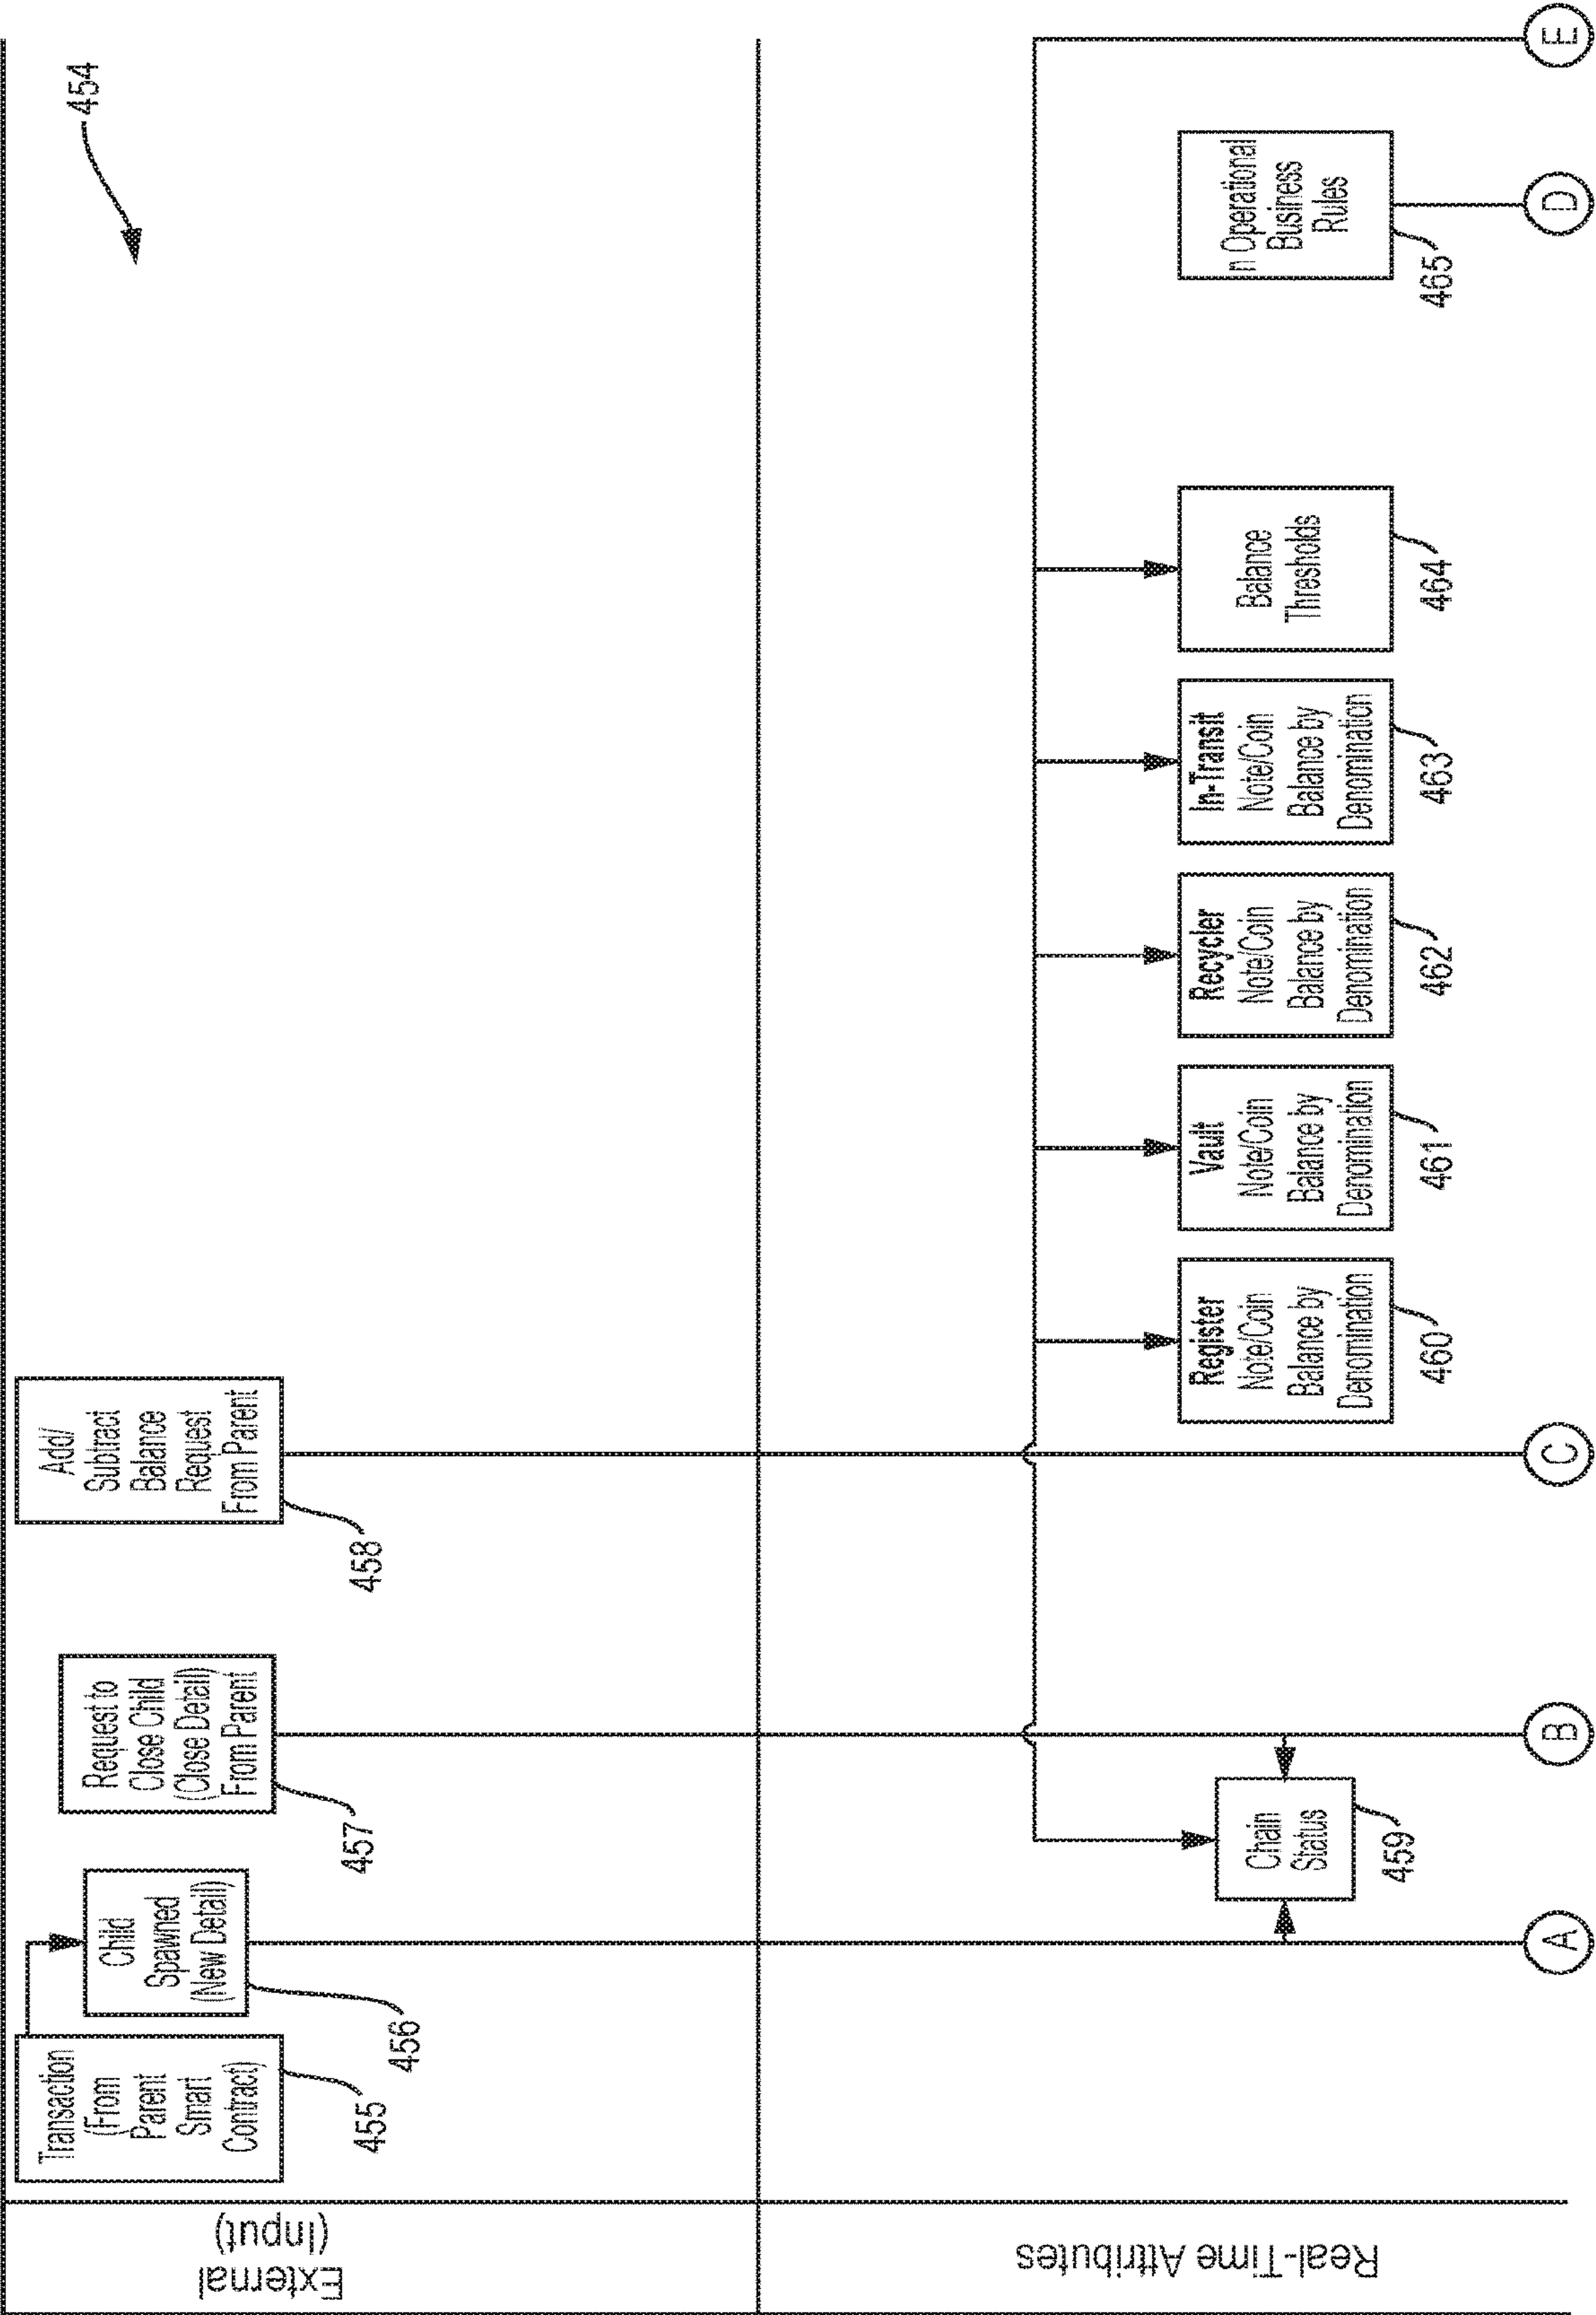 454
External
(Input)
Transaction
(From
Parent
Smart
Contract)
455
Child
Spawned
(New Detail)
456
Request to
Close Child
(Close Detail)
From Parent
457
Add/
Subtract
Balance
Request
From Parent
458
Real-Time Attributes
Chain
Status
459
Register
Note/Coin
Balance by
Denomination
460
Vault
Note/Coin
Balance by
Denomination
461
Recycler
Note/Coin
Balance by
Denomination
462
In-Transit
Note/Coin
Balance by
Denomination
463
Balance
Thresholds
464
n Operational
Business
Rules
465
A
B
C
D
E